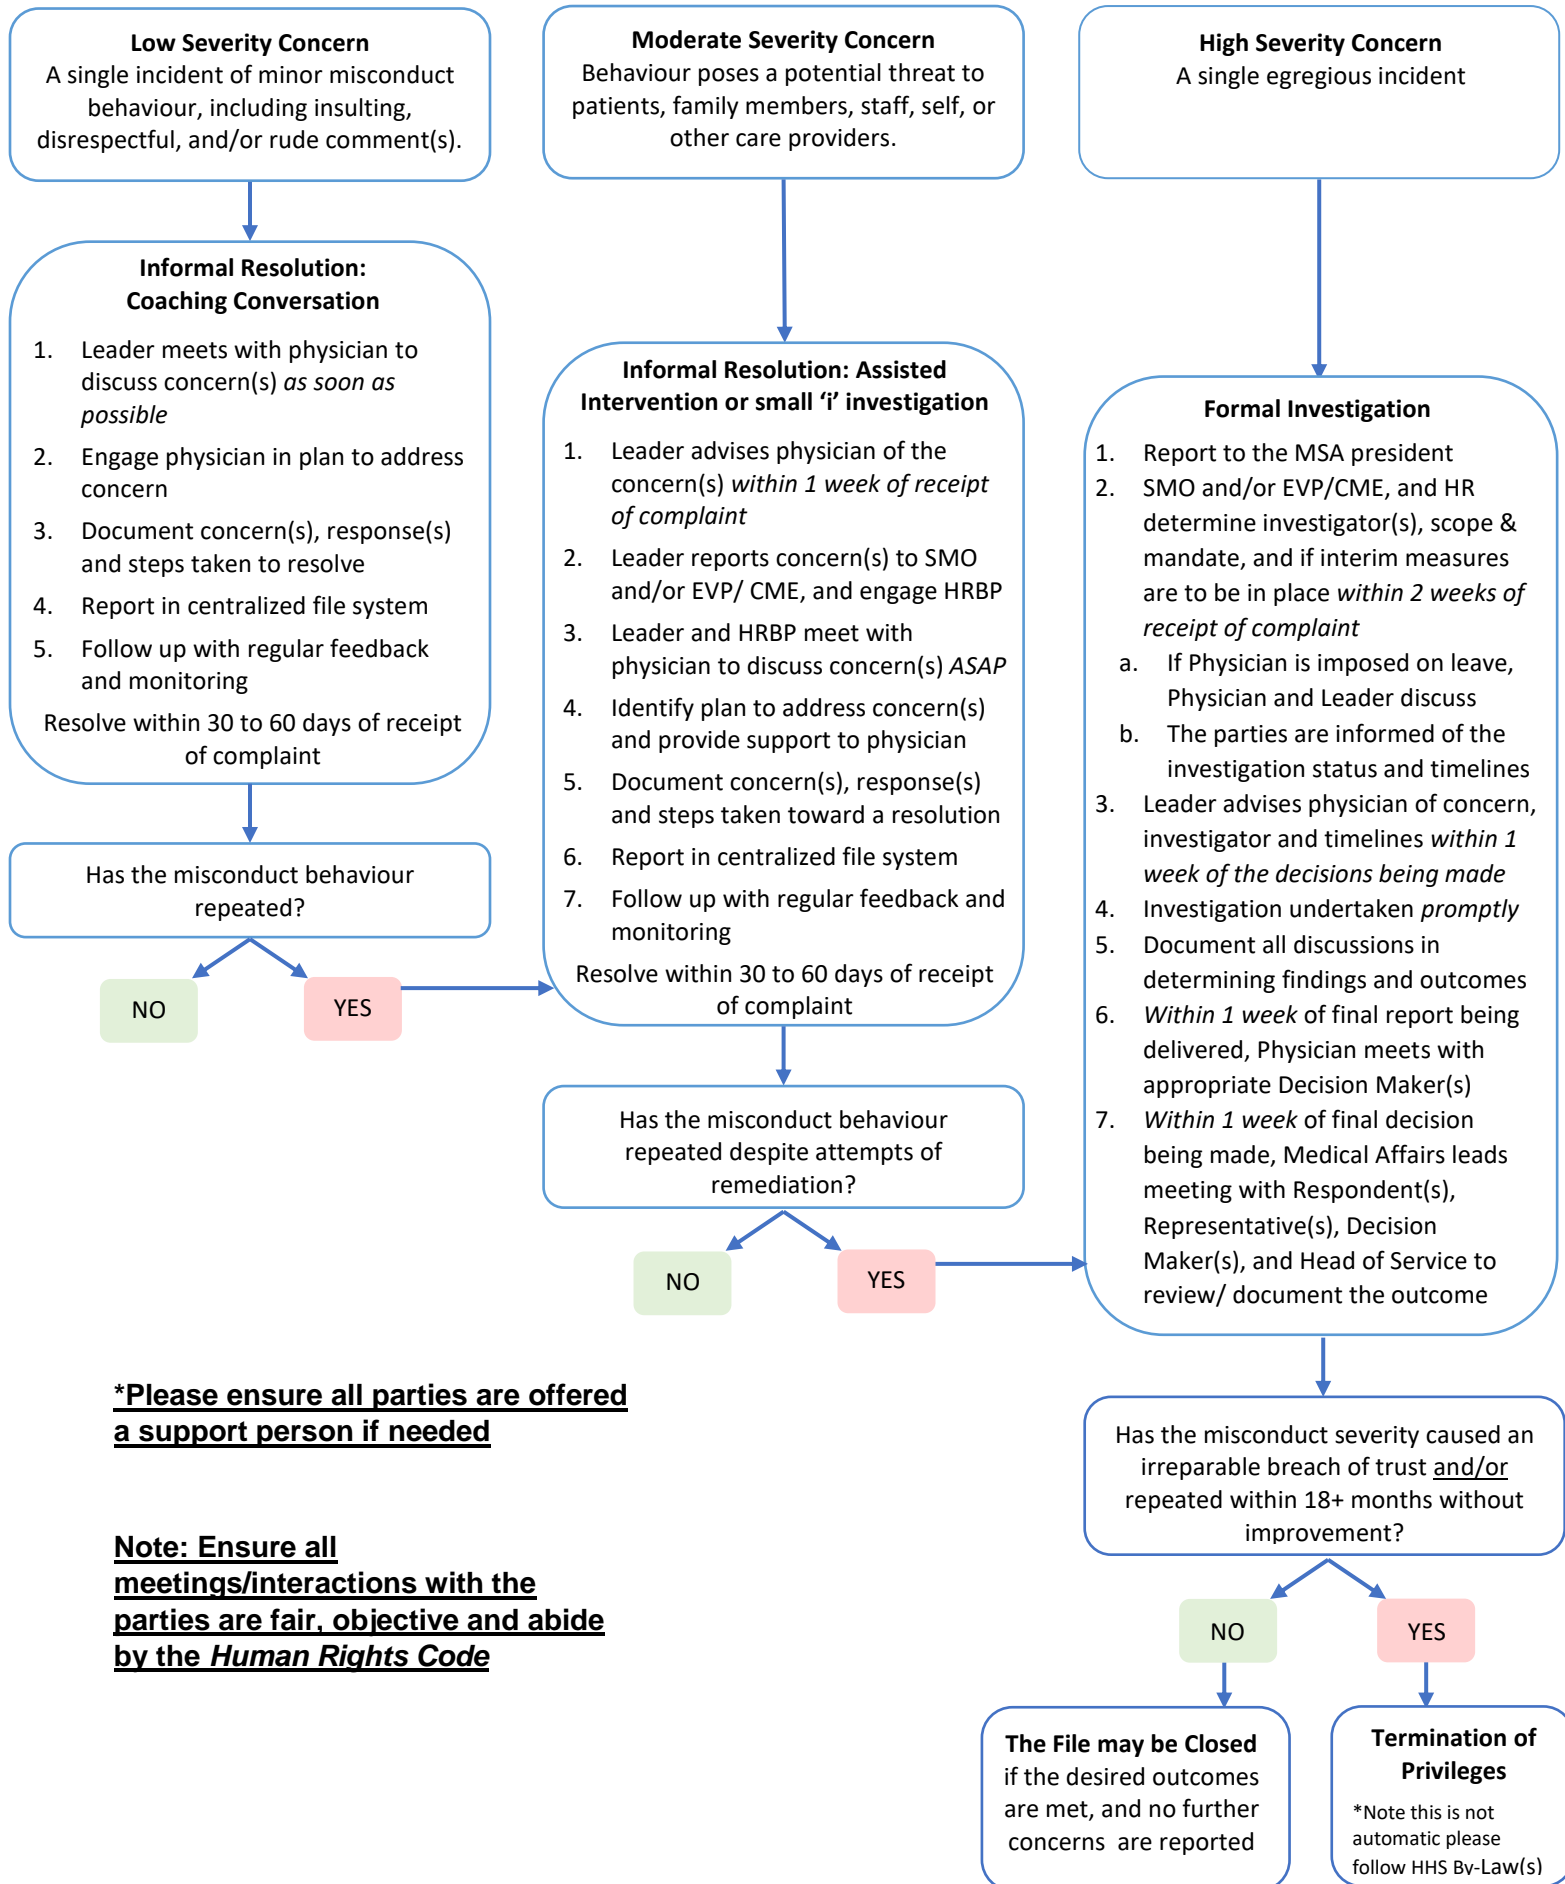 Low Severity Concern
A single incident of minor misconduct
behaviour, including insulting,
disrespectful, and/or rude comment(s).
Informal Resolution:
Coaching Conversation
1. Leader meets with physician to
discuss concern(s) as soon as
possible
2. Engage physician in plan to address
concern
3. Document concern(s), response(s)
and steps taken to resolve
4. Report in centralized file system
5. Follow up with regular feedback
and monitoring
Resolve within 30 to 60 days of receipt
of complaint
Has the misconduct behaviour
repeated?
NO
YES
Moderate Severity Concern
Behaviour poses a potential threat to
patients, family members, staff, self, or
other care providers.
Informal Resolution: Assisted
Intervention or small ‘i’ investigation
1. Leader advises physician of the
concern(s) within 1 week of receipt
of complaint
2. Leader reports concern(s) to SMO
and/or EVP/ CME, and engage HRBP
3. Leader and HRBP meet with
physician to discuss concern(s) ASAP
4. Identify plan to address concern(s)
and provide support to physician
5. Document concern(s), response(s)
and steps taken toward a resolution
6. Report in centralized file system
7. Follow up with regular feedback and
monitoring
Resolve within 30 to 60 days of receipt
of complaint
Has the misconduct behaviour
repeated despite attempts of
remediation?
NO
YES
High Severity Concern
A single egregious incident
Formal Investigation
1. Report to the MSA president
2. SMO and/or EVP/CME, and HR
determine investigator(s), scope &
mandate, and if interim measures
are to be in place within 2 weeks of
receipt of complaint
a. If Physician is imposed on leave,
Physician and Leader discuss
b. The parties are informed of the
investigation status and timelines
3. Leader advises physician of concern,
investigator and timelines within 1
week of the decisions being made
4. Investigation undertaken promptly
5. Document all discussions in
determining findings and outcomes
6. Within 1 week of final report being
delivered, Physician meets with
appropriate Decision Maker(s)
7. Within 1 week of final decision
being made, Medical Affairs leads
meeting with Respondent(s),
Representative(s), Decision
Maker(s), and Head of Service to
review/ document the outcome
Has the misconduct severity caused an
irreparable breach of trust and/or
repeated within 18+ months without
improvement?
NO
YES
The File may be Closed
if the desired outcomes
are met, and no further
concerns are reported
Termination of
Privileges
*Note this is not
automatic please
follow HHS By-Law(s)
*Please ensure all parties are offered
a support person if needed
Note: Ensure all
meetings/interactions with the
parties are fair, objective and abide
by the Human Rights Code